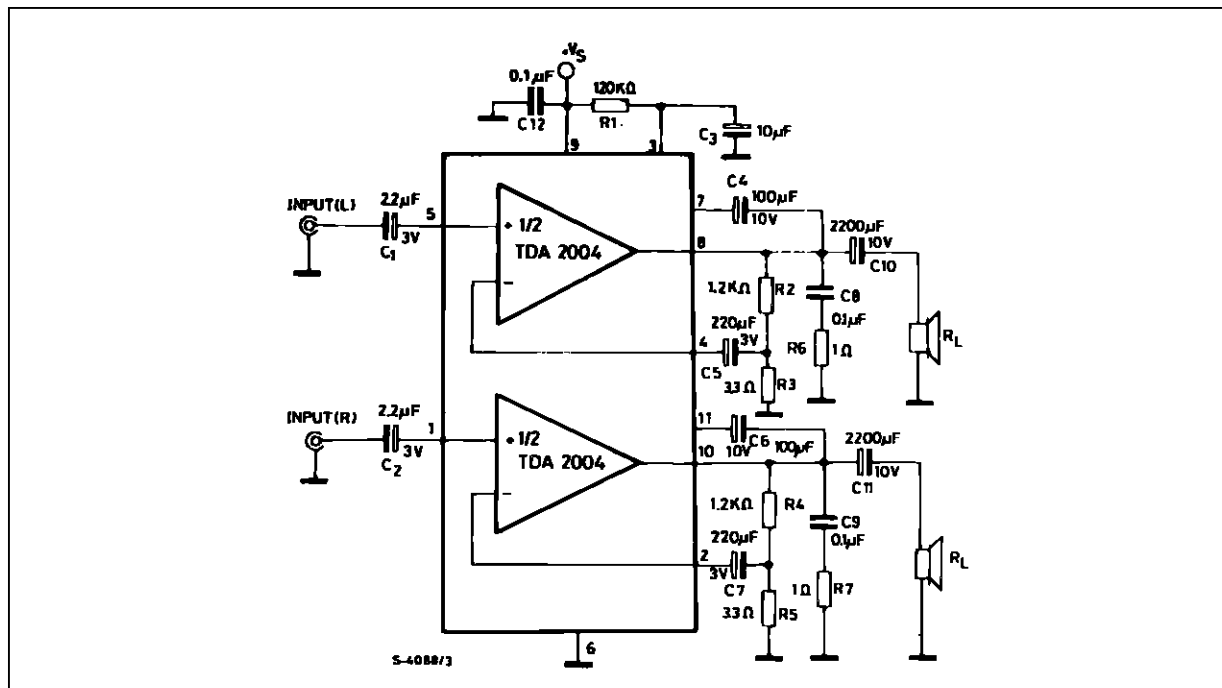 +VS
0.1µF
C12
120KΩ
R1
C3
10µF
9
3
INPUT(L)
2.2µF
3V
C1
5
+
1/2
TDA 2004
−
7
C4
100µF
10V
8
2200µF
10V
C10
1.2KΩ
R2
C8
0.1µF
220µF
3V
4
C5
R6
1Ω
3.3Ω
R3
RL
INPUT(R)
2.2µF
3V
C2
1
+
1/2
TDA 2004
−
11
C6
10V
100µF
10
2200µF
10V
C11
1.2KΩ
R4
C9
0.1µF
220µF
2
3V
C7
1Ω
R7
3.3Ω
R5
RL
6
S-4088/3